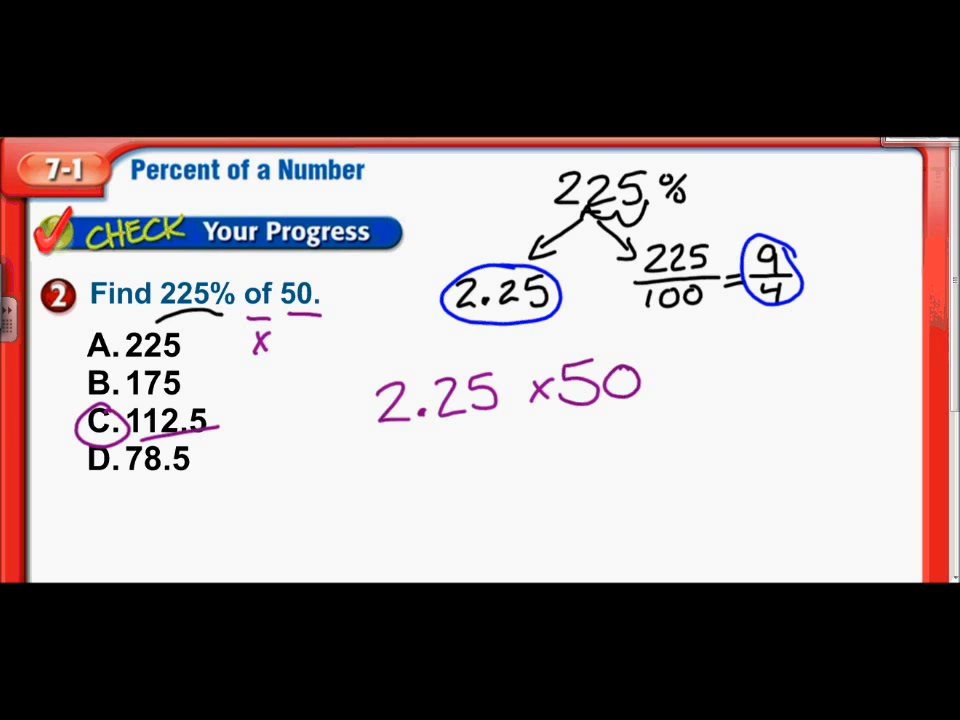 7-1 Percent of a Number
CHECK Your Progress
2 Find 225% of 50.
x
A. 225
B. 175
C. 112.5
D. 78.5
225%
2.25
225/100 = 9/4
2.25 x 50